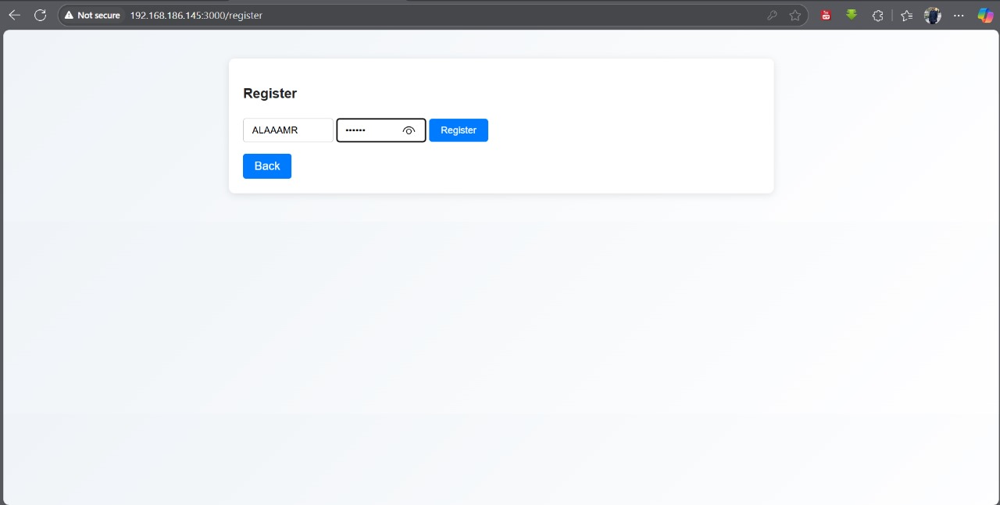 Not secure 192.168.186.145:3000/register
Register
ALAAAMR •••••• Register
Back